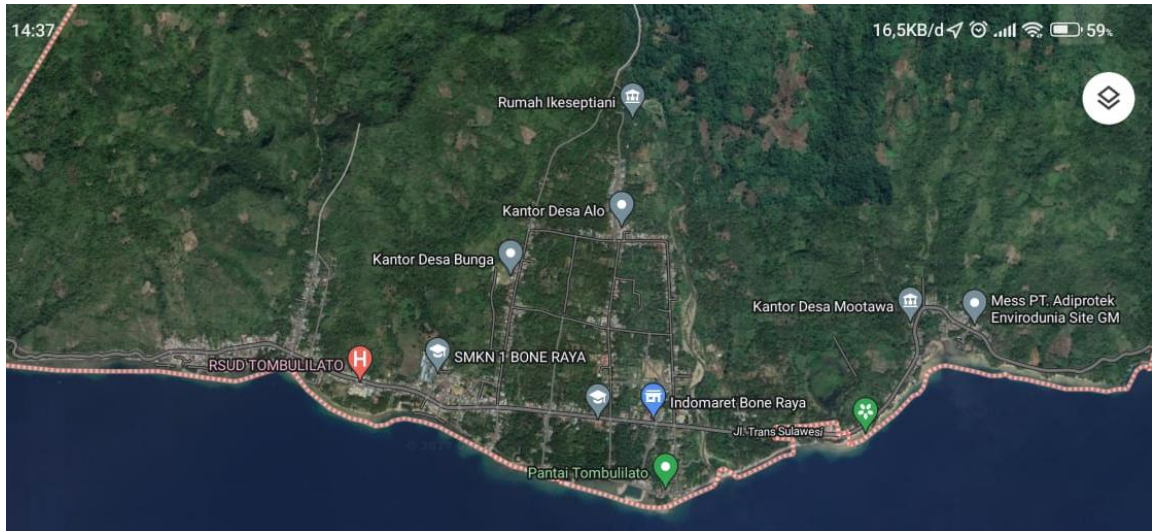 14:37
16,5KB/d
59%
Rumah Ikeseptiani
Kantor Desa Alo
Kantor Desa Bunga
Kantor Desa Mootawa
Mess PT. Adiprotek
Envirodunia Site GM
RSUD TOMBULILATO
H
SMKN 1 BONE RAYA
Indomaret Bone Raya
Jl. Trans Sulawesi
Pantai Tombulilato